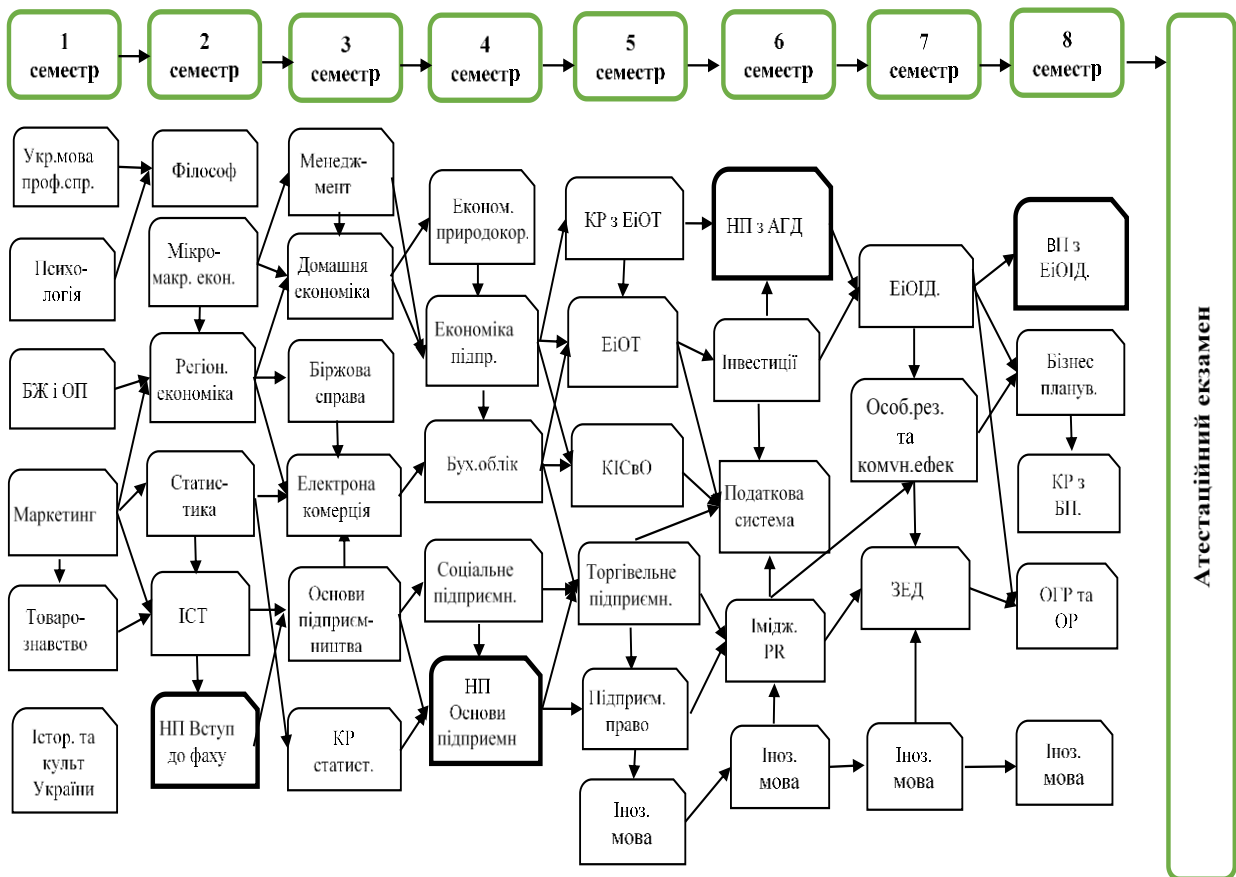 1
семестр
2
семестр
3
семестр
4
семестр
5
семестр
6
семестр
7
семестр
8
семестр
Атестаційний екзамен
Укр.мова
проф.спр.
Психо-
логія
БЖ і ОП
Маркетинг
Товаро-
знавство
Істор. та
культ
України
Філософ
Мікро-
макр. екон.
Регіон.
економіка
Статис-
тика
ІСТ
НП Вступ
до фаху
Менедж-
мент
Домашня
економіка
Біржова
справа
Електрона
комерція
Основи
підприєм-
ництва
КР
статист.
Економ.
природокор.
Економіка
підпр.
Бух.облік
Соціальне
підприємн.
НП
Основи
підприемн
КР з ЕіОТ
ЕіОТ
КІСвО
Торгівельне
підприємн.
Підприєм.
право
Іноз.
мова
НП з АГД
Інвестиції
Податкова
система
Імідж.
PR
Іноз.
мова
ЕіОІД.
Особ.рез.
та
комун.ефек
ЗЕД
Іноз.
мова
ВП з
ЕіОІД.
Бізнес
планув.
КР з
БП.
ОГР та
ОР
Іноз.
мова